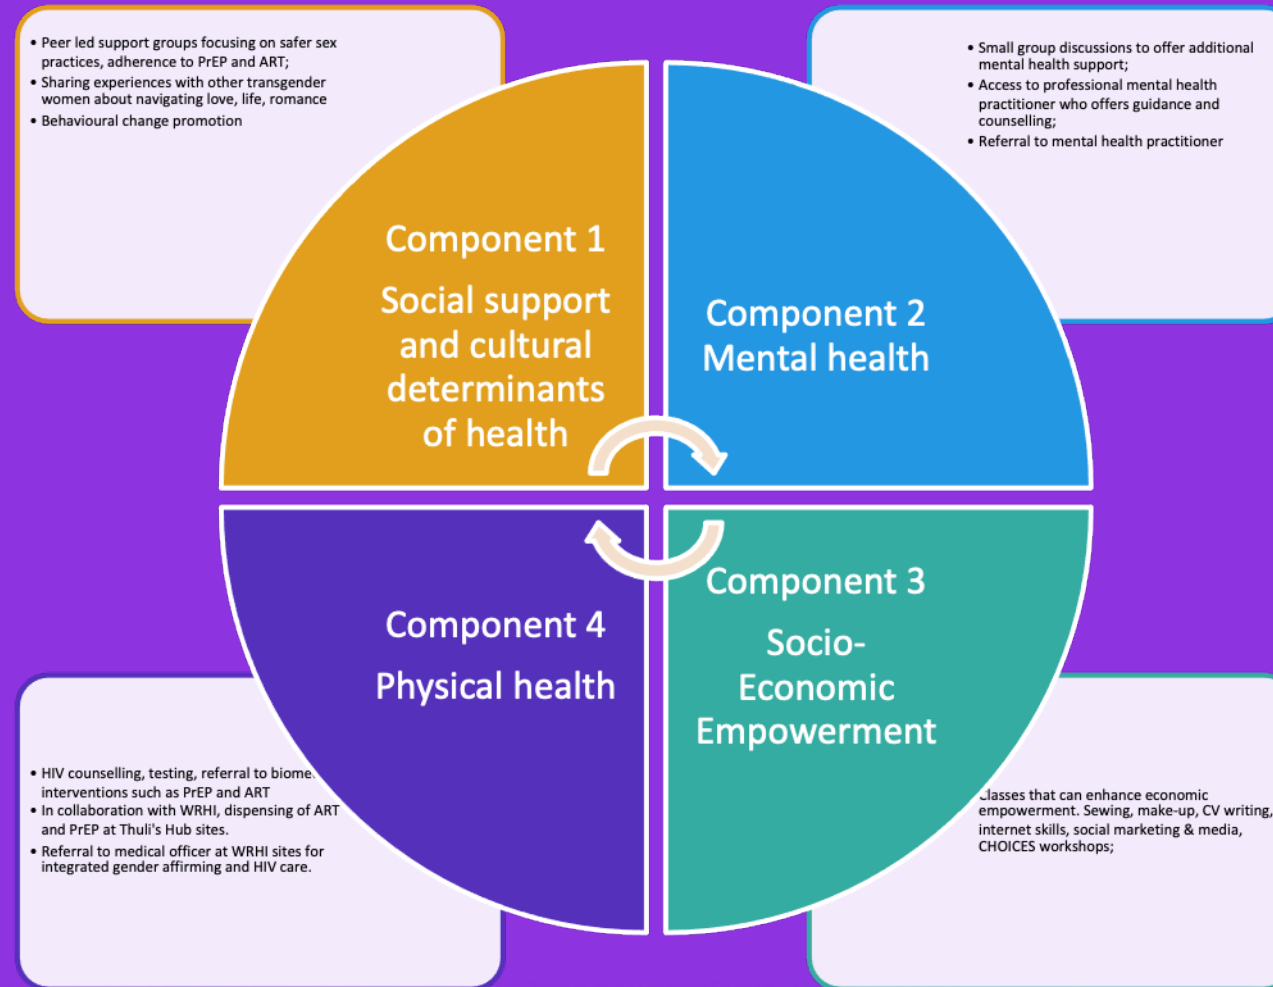 • Peer led support groups focusing on safer sex
practices, adherence to PrEP and ART;
• Sharing experiences with other transgender
women about navigating love, life, romance
• Behavioural change promotion
• Small group discussions to offer additional
mental health support;
• Access to professional mental health
practitioner who offers guidance and
counselling;
• Referral to mental health practitioner
Component 1
Social support
and cultural
determinants
of health
Component 2
Mental health
Component 4
Physical health
Component 3
Socio-
Economic
Empowerment
• HIV counselling, testing, referral to
interventions such as PrEP and ART
• In collaboration with WRHI, dispensing of ART
and PrEP at Thuli's Hub sites.
• Referral to medical officer at WRHI sites for
integrated gender affirming and HIV care.
Classes that can enhance economic
empowerment. Sewing, make-up, CV writing,
internet skills, social marketing & media,
CHOICES workshops;